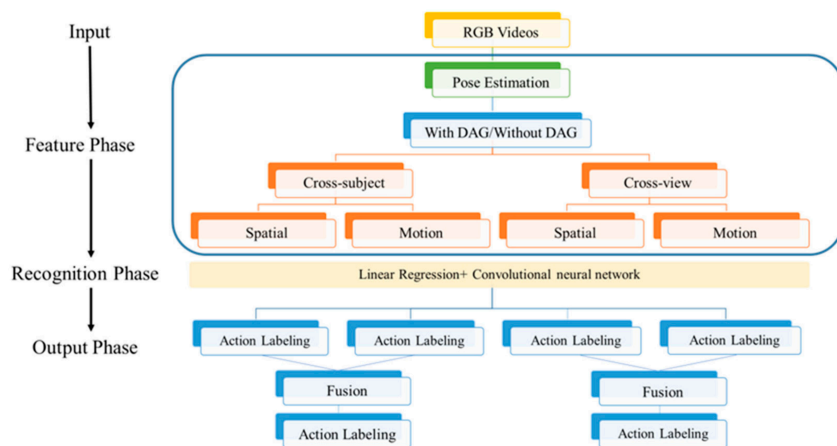 Input
RGB Videos
Pose Estimation
Feature Phase
With DAG/Without DAG
Cross-subject
Cross-view
Spatial
Motion
Spatial
Motion
Recognition Phase
Linear Regression+ Convolutional neural network
Output Phase
Action Labeling
Action Labeling
Action Labeling
Action Labeling
Fusion
Fusion
Action Labeling
Action Labeling